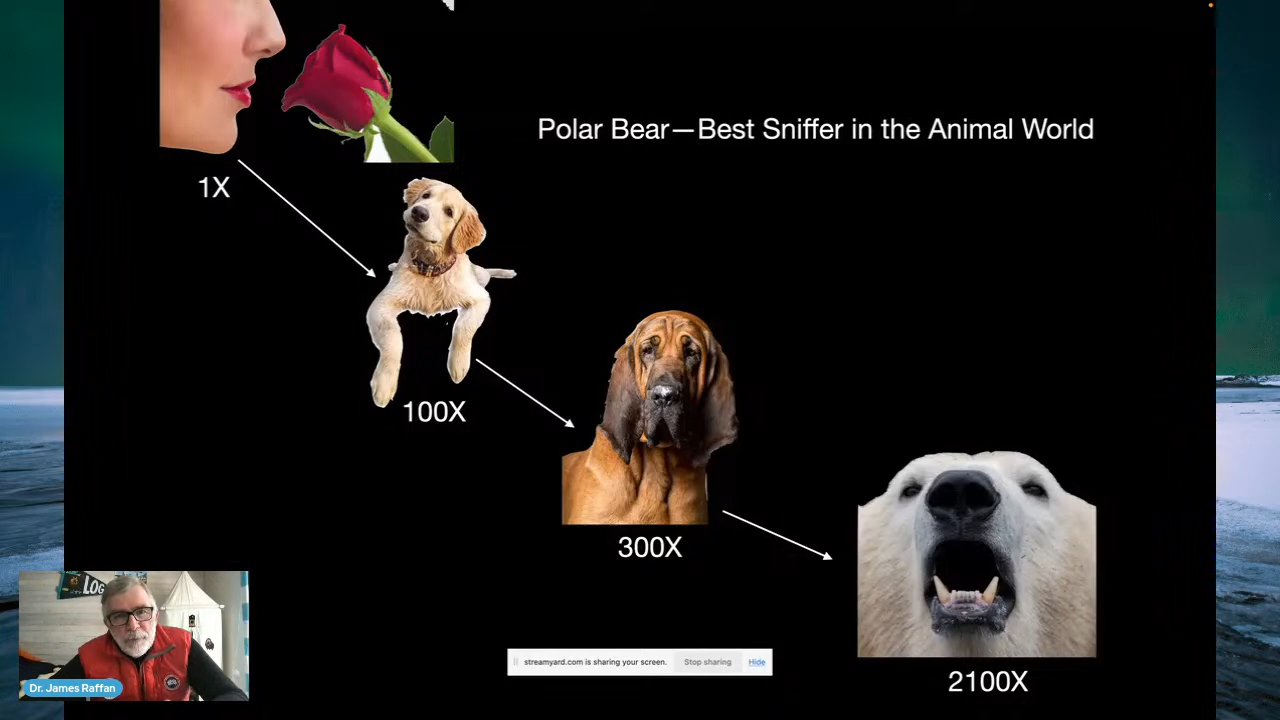 Polar Bear—Best Sniffer in the Animal World
1X
100X
300X
2100X
LOG
streamyard.com is sharing your screen.
Stop sharing
Hide
Dr. James Raffan